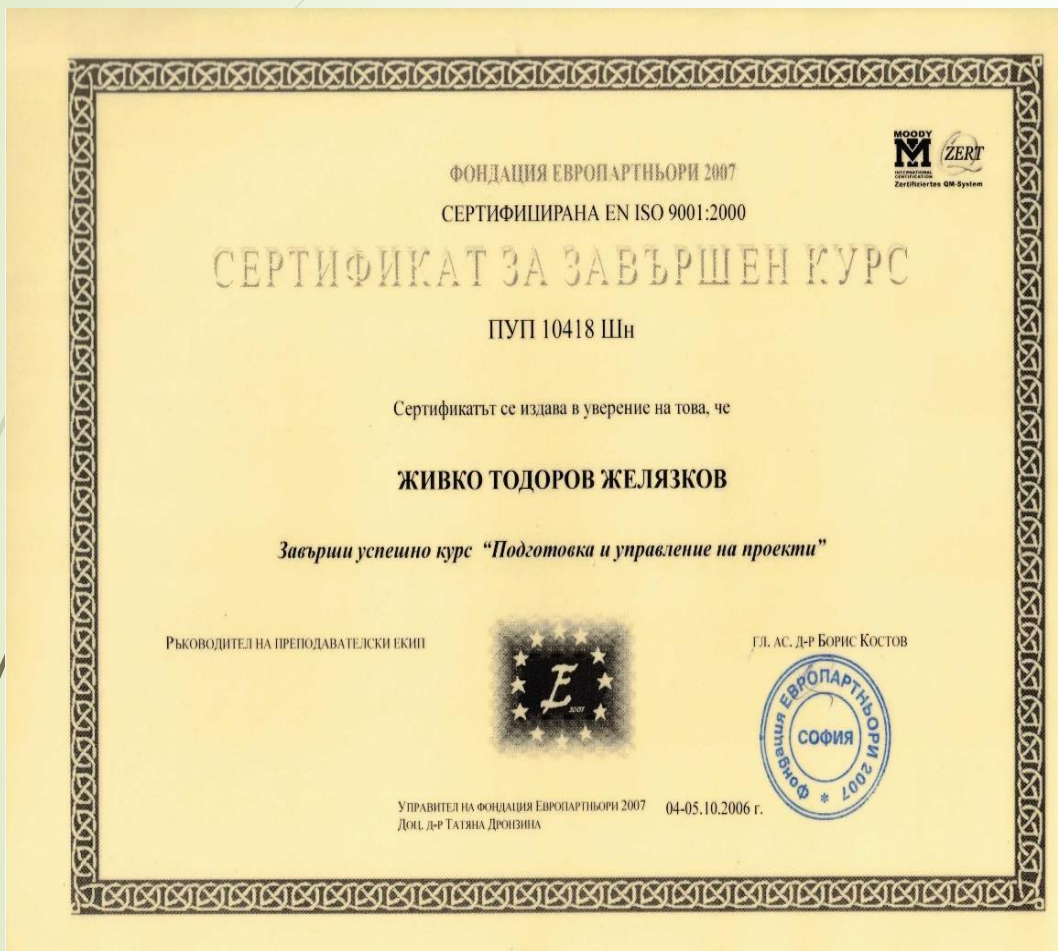 MOODY
INTERNATIONAL
CERTIFICATION
ZERT
Zertifiziertes QM-System
ФОНДАЦИЯ ЕВРОПАРТНЬОРИ 2007
СЕРТИФИЦИРАНА EN ISO 9001:2000
СЕРТИФИКАТ ЗА ЗАВЪРШЕН КУРС
ПУП 10418 Шн
Сертификатът се издава в уверение на това, че
ЖИВКО ТОДОРОВ ЖЕЛЯЗКОВ
Завърши успешно курс “Подготовка и управление на проекти”
РЪКОВОДИТЕЛ НА ПРЕПОДАВАТЕЛСКИ ЕКИП
ГЛ. АС. Д-Р БОРИС КОСТОВ
E
2007
Фондация ЕВРОПАРТНЬОРИ 2007 *
СОФИЯ
УПРАВИТЕЛ НА ФОНДАЦИЯ ЕВРОПАРТНЬОРИ 2007
04-05.10.2006 г.
ДОЦ. Д-Р ТАТЯНА ДРОНЗИНА